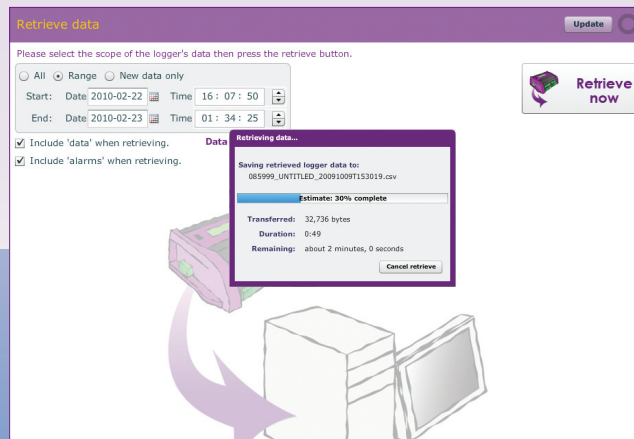 Retrieve data
Update
Please select the scope of the logger's data then press the retrieve button.
All Range New data only
Start: Date 2010-02-22 Time 16 : 07 : 50
End: Date 2010-02-23 Time 01 : 34 : 25
Retrieve
now
Include 'data' when retrieving.
Data
Include 'alarms' when retrieving.
Retrieving data...
Saving retrieved logger data to:
085999_UNTITLED_20091009T153019.csv
Estimate: 30% complete
Transferred: 32,736 bytes
Duration: 0:49
Remaining: about 2 minutes, 0 seconds
Cancel retrieve